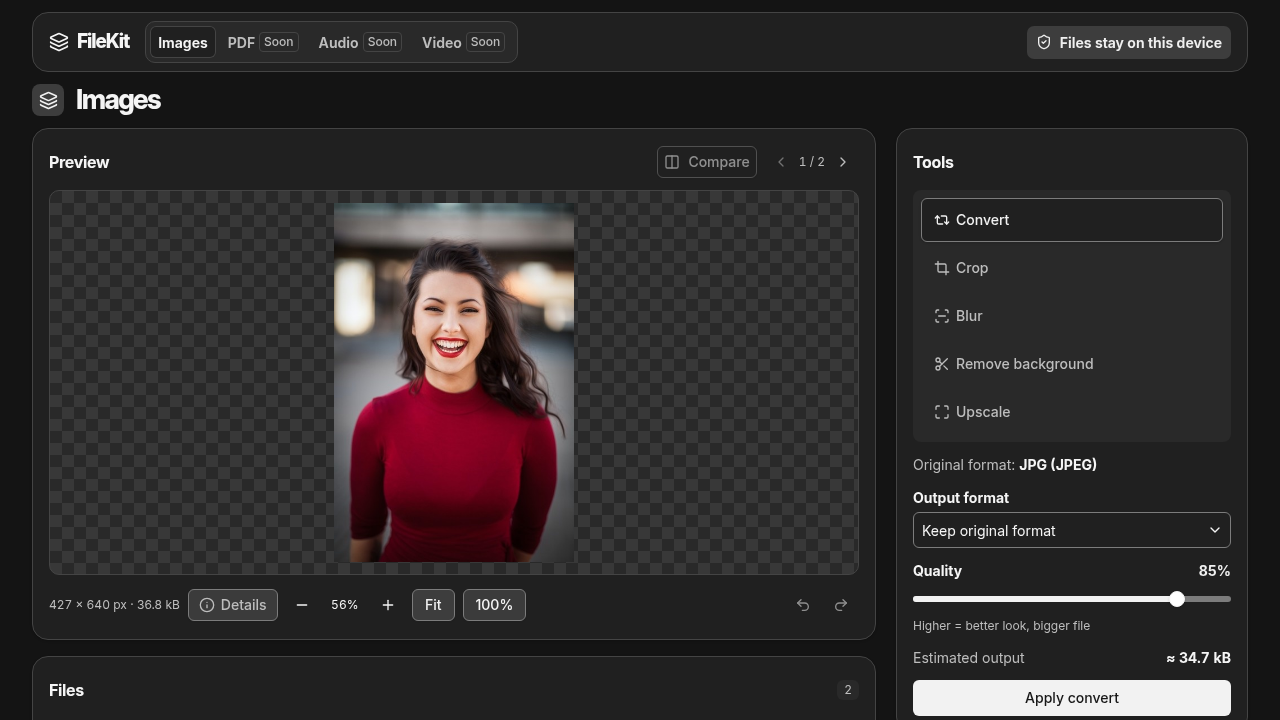 FileKit
Images
PDF Soon
Audio Soon
Video Soon
Files stay on this device
Images
Preview
Compare
1 / 2
427 × 640 px · 36.8 kB
Details
56%
Fit
100%
Files
2
Tools
Convert
Crop
Blur
Remove background
Upscale
Original format: JPG (JPEG)
Output format
Keep original format
Quality 85%
Higher = better look, bigger file
Estimated output ≈ 34.7 kB
Apply convert